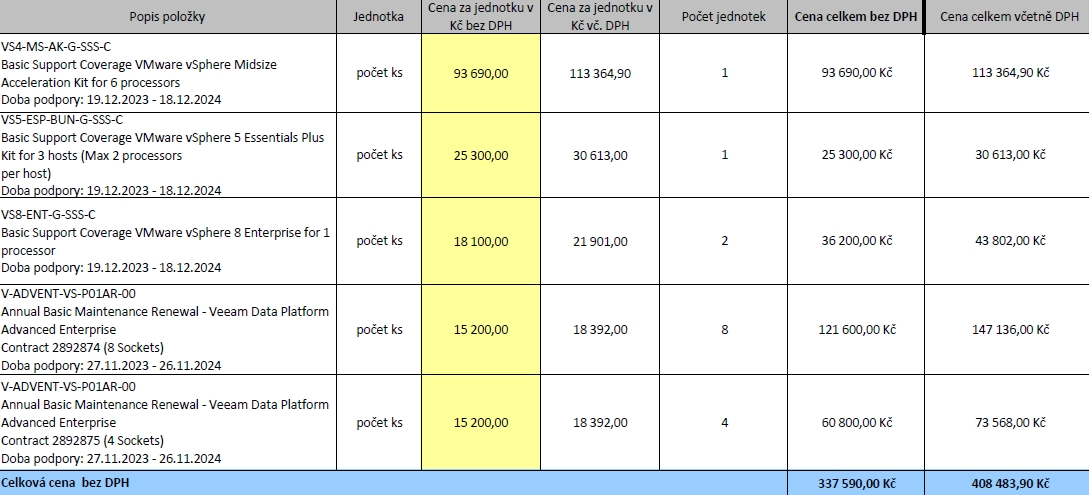 Popis položky Jednotka Cena za jednotku v Kč bez DPH Cena za jednotku v Kč vč. DPH Počet jednotek Cena celkem bez DPH Cena celkem včetně DPH
VS4-MS-AK-G-SSS-C
Basic Support Coverage VMware vSphere Midsize
Acceleration Kit for 6 processors
Doba podpory: 19.12.2023 - 18.12.2024
počet ks 93 690,00 113 364,90 1 93 690,00 Kč 113 364,90 Kč
VS5-ESP-BUN-G-SSS-C
Basic Support Coverage VMware vSphere 5 Essentials Plus
Kit for 3 hosts (Max 2 processors
per host)
Doba podpory: 19.12.2023 - 18.12.2024
počet ks 25 300,00 30 613,00 1 25 300,00 Kč 30 613,00 Kč
VS8-ENT-G-SSS-C
Basic Support Coverage VMware vSphere 8 Enterprise for 1
processor
Doba podpory: 19.12.2023 - 18.12.2024
počet ks 18 100,00 21 901,00 2 36 200,00 Kč 43 802,00 Kč
V-ADVENT-VS-P01AR-00
Annual Basic Maintenance Renewal - Veeam Data Platform
Advanced Enterprise
Contract 2892874 (8 Sockets)
Doba podpory: 27.11.2023 - 26.11.2024
počet ks 15 200,00 18 392,00 8 121 600,00 Kč 147 136,00 Kč
V-ADVENT-VS-P01AR-00
Annual Basic Maintenance Renewal - Veeam Data Platform
Advanced Enterprise
Contract 2892875 (4 Sockets)
Doba podpory: 27.11.2023 - 26.11.2024
počet ks 15 200,00 18 392,00 4 60 800,00 Kč 73 568,00 Kč
Celková cena  bez DPH 337 590,00 Kč 408 483,90 Kč